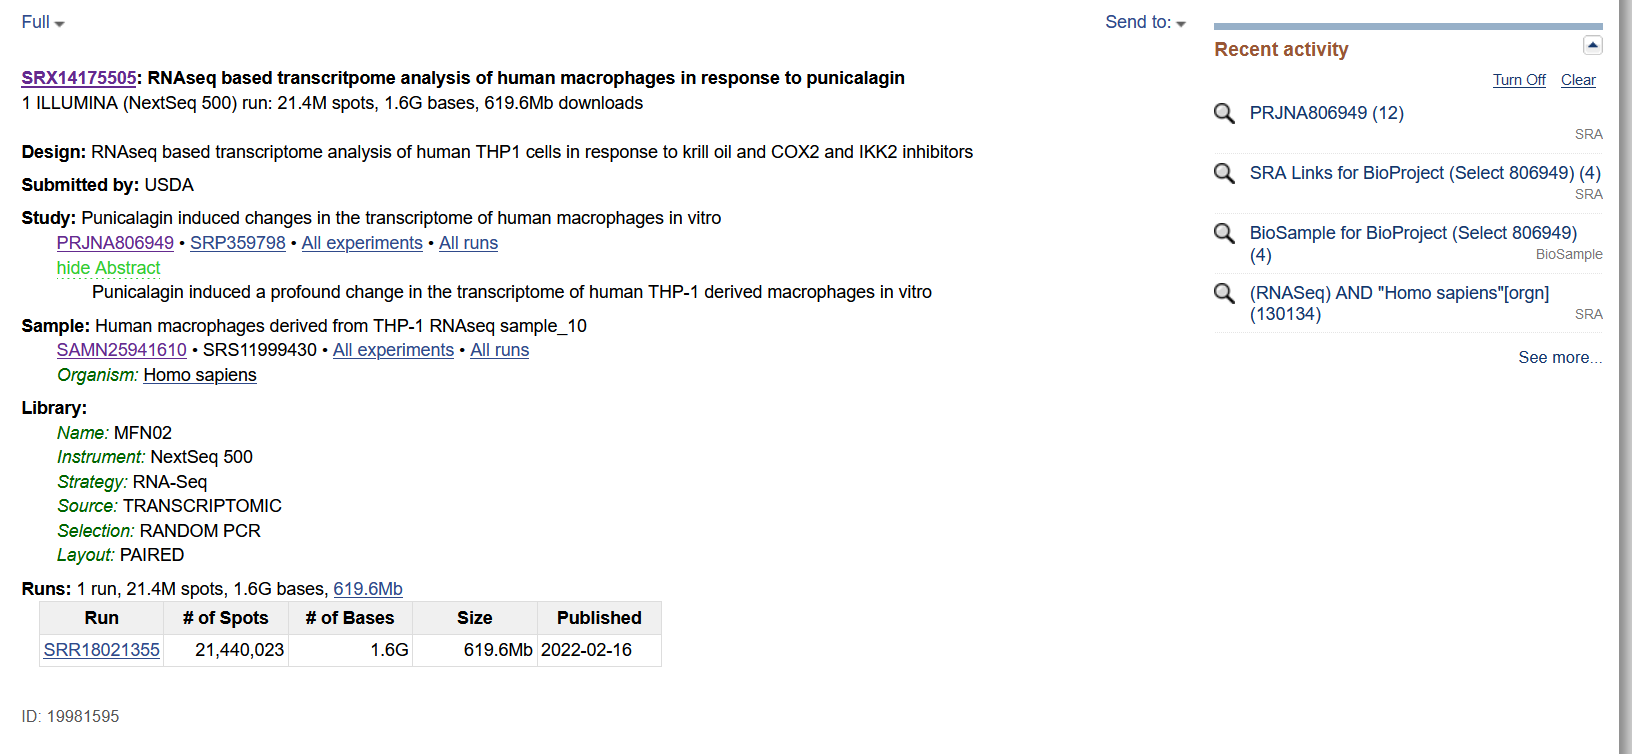 Full
Send to:
SRX14175505: RNAseq based transcritpome analysis of human macrophages in response to punicalagin
1 ILLUMINA (NextSeq 500) run: 21.4M spots, 1.6G bases, 619.6Mb downloads
Design: RNAseq based transcriptome analysis of human THP1 cells in response to krill oil and COX2 and IKK2 inhibitors
Submitted by: USDA
Study: Punicalagin induced changes in the transcriptome of human macrophages in vitro
PRJNA806949 • SRP359798 • All experiments • All runs
hide Abstract
Punicalagin induced a profound change in the transcriptome of human THP-1 derived macrophages in vitro
Sample: Human macrophages derived from THP-1 RNAseq sample_10
SAMN25941610 • SRS11999430 • All experiments • All runs
Organism: Homo sapiens
Library:
Name: MFN02
Instrument: NextSeq 500
Strategy: RNA-Seq
Source: TRANSCRIPTOMIC
Selection: RANDOM PCR
Layout: PAIRED
Runs: 1 run, 21.4M spots, 1.6G bases, 619.6Mb
Run # of Spots # of Bases Size Published
SRR18021355 21,440,023 1.6G 619.6Mb 2022-02-16
ID: 19981595
Recent activity
Turn Off Clear
PRJNA806949 (12)
SRA
SRA Links for BioProject (Select 806949) (4)
SRA
BioSample for BioProject (Select 806949)
(4) BioSample
(RNASeq) AND "Homo sapiens"[orgn]
(130134) SRA
See more...